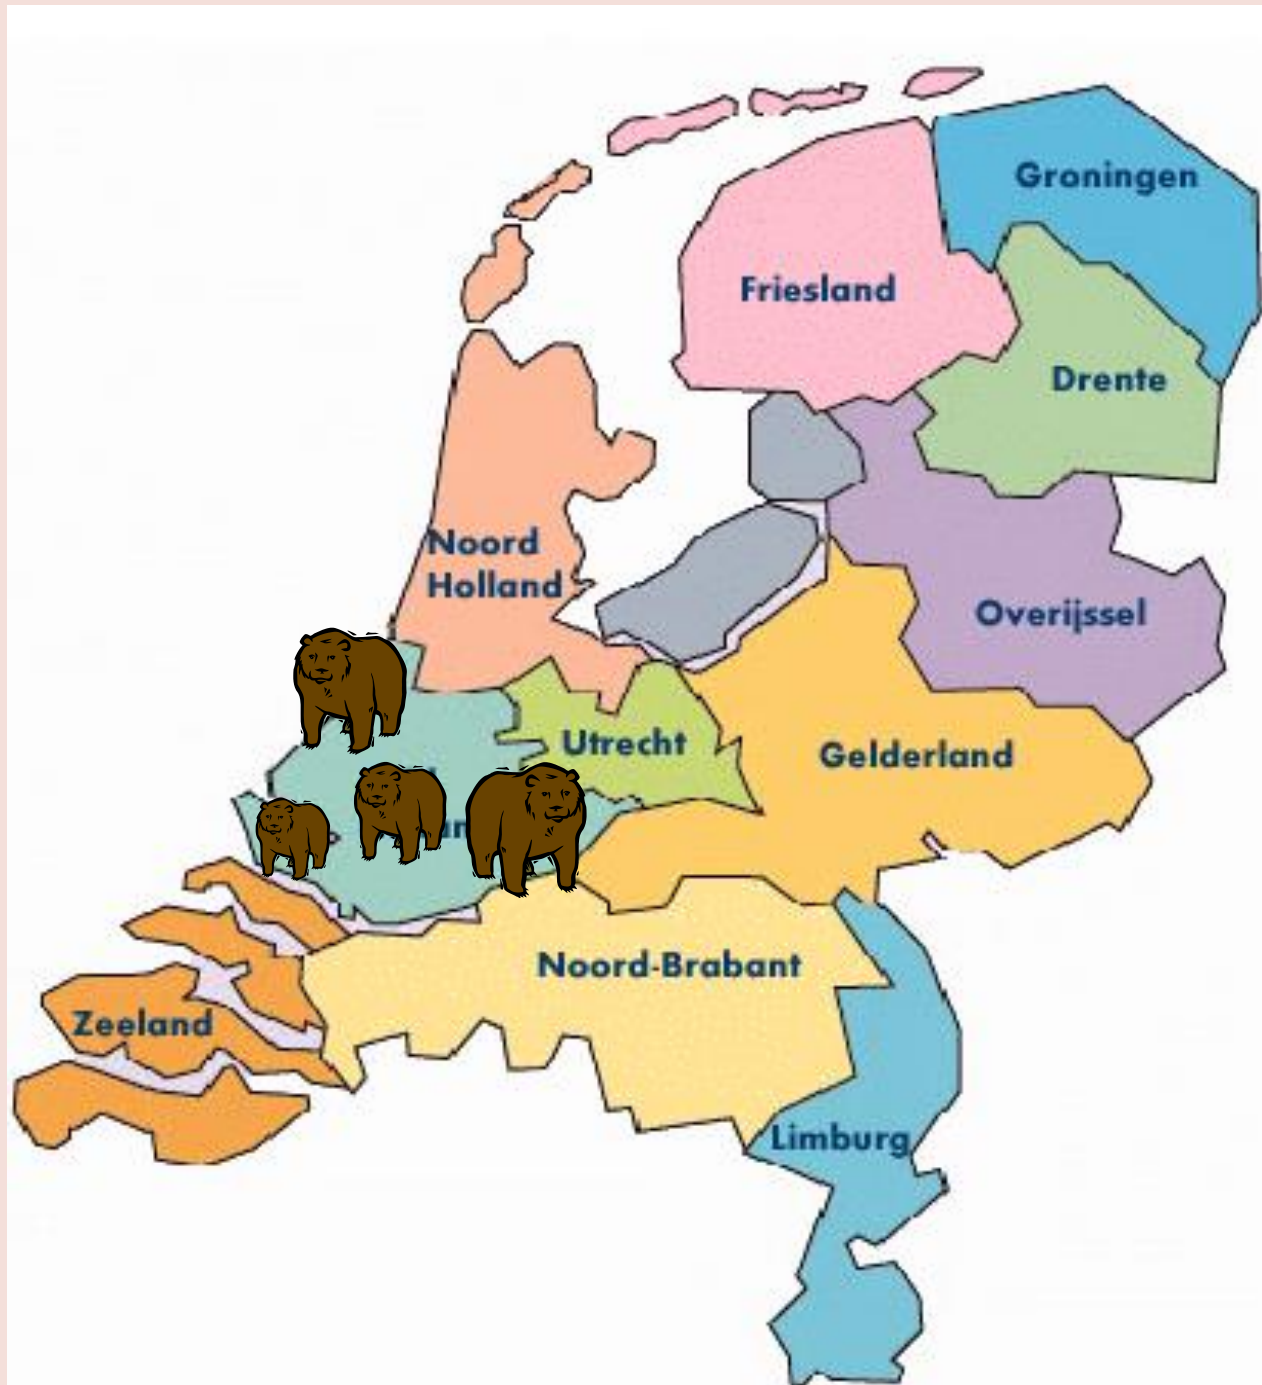 Groningen
Friesland
Drente
Noord
Holland
Overijssel
Utrecht
Gelderland
Noord-Brabant
Zeeland
Limburg